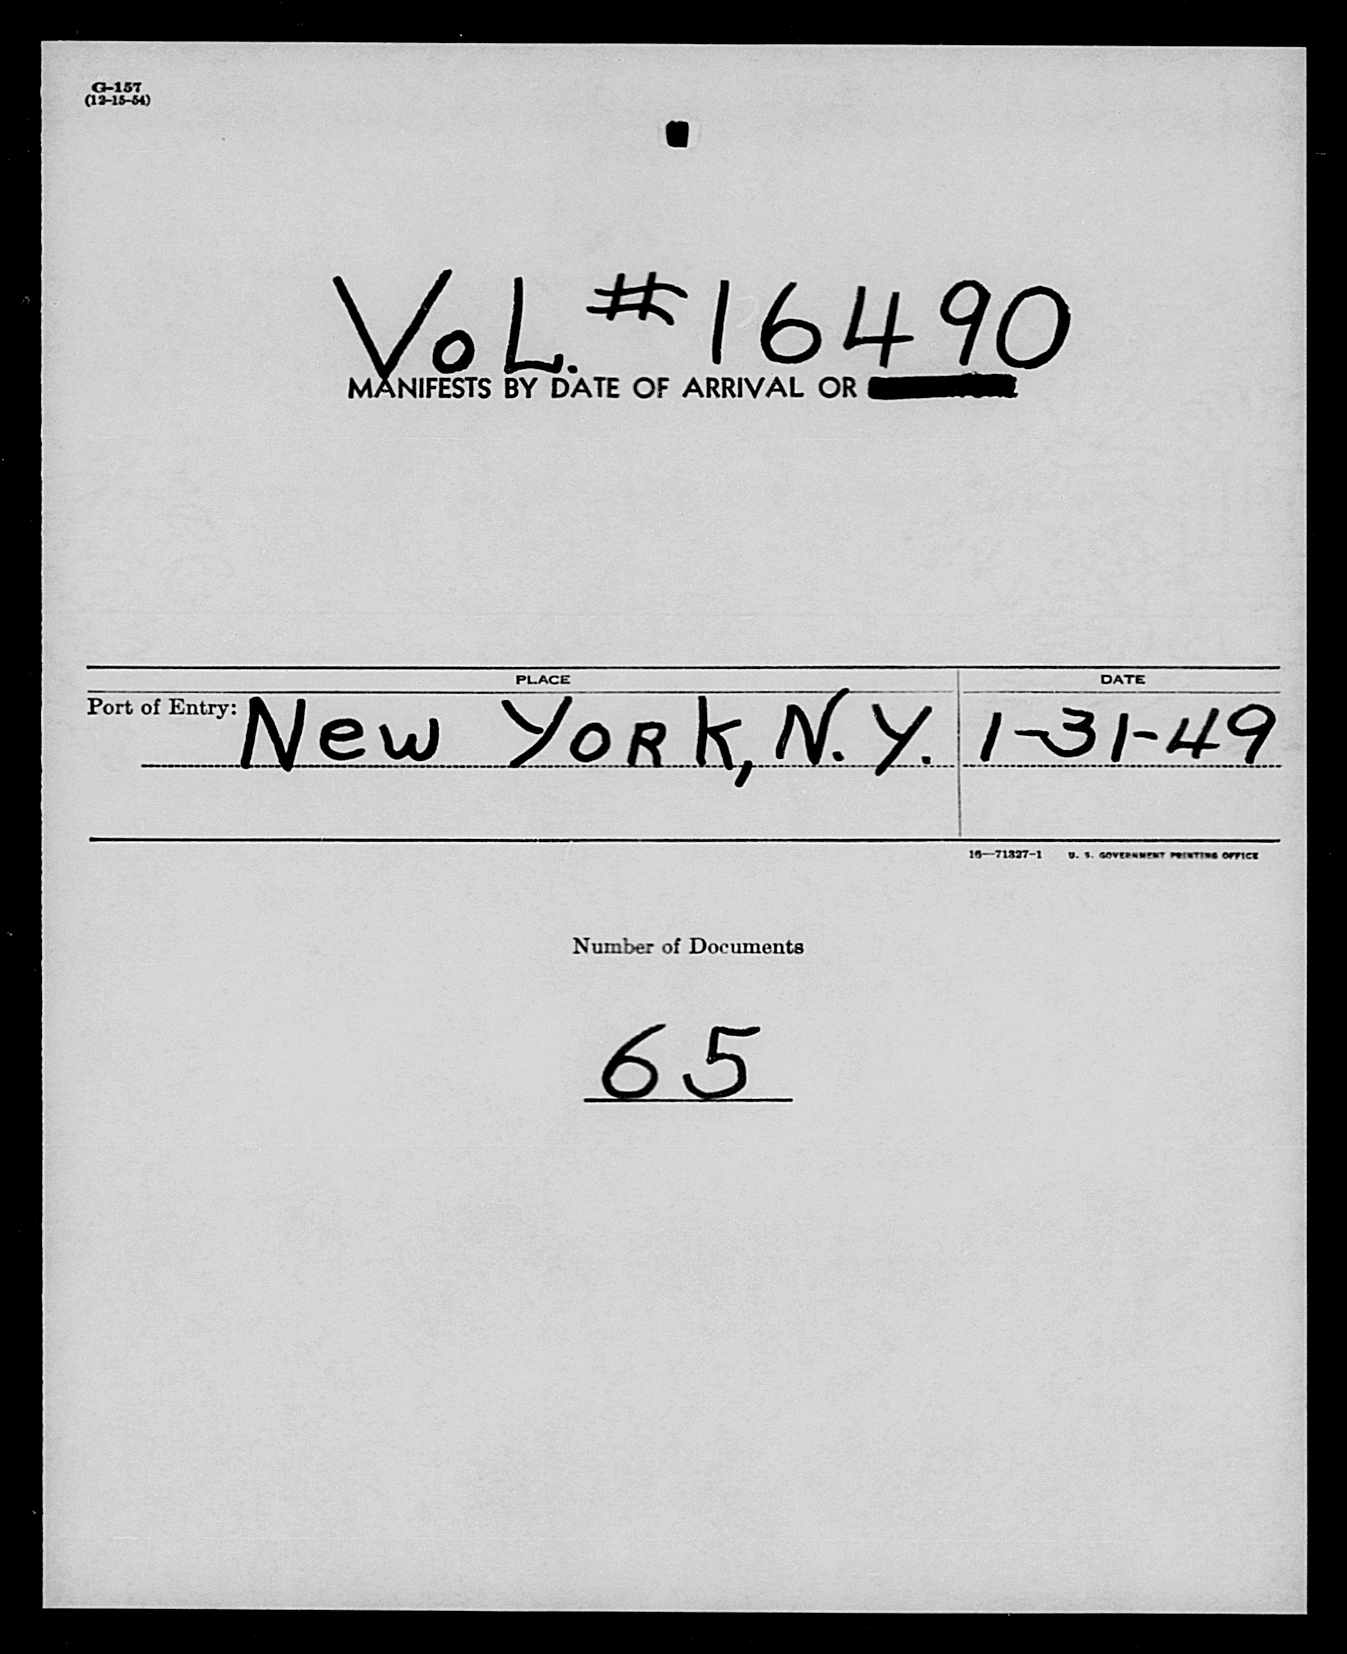 G-157
(12-15-54)
VOL. #16490
MANIFESTS BY DATE OF ARRIVAL OR
PLACE DATE
Port of Entry: New York, N.Y. 1-31-49
16—71327-1 U. S. GOVERNMENT PRINTING OFFICE
Number of Documents
65